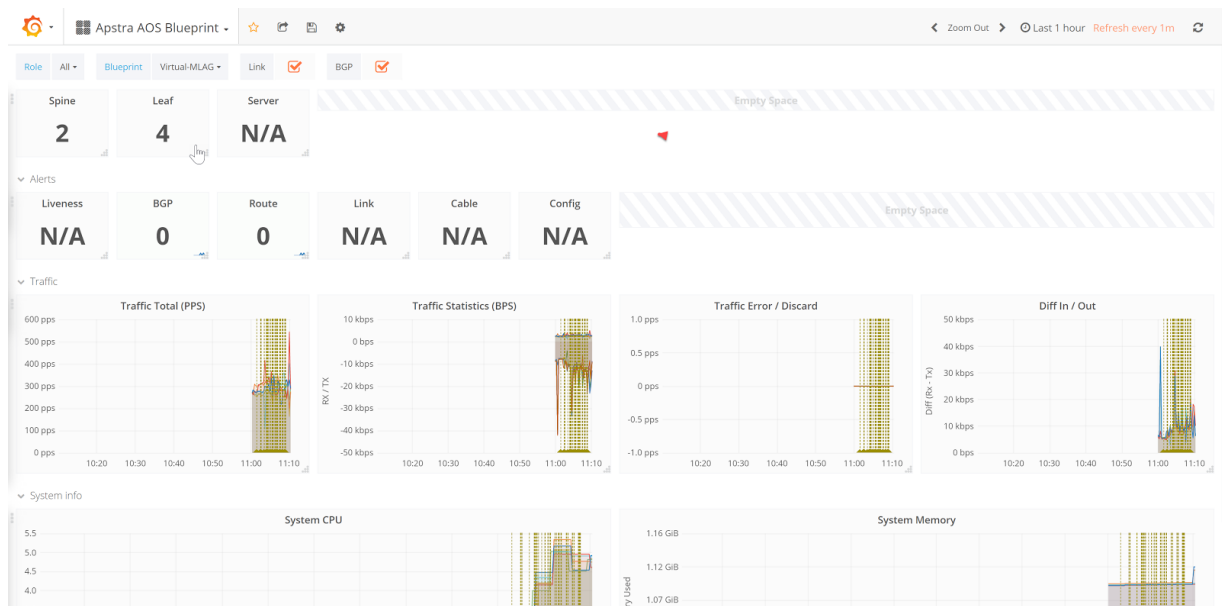 Apstra AOS Blueprint
Zoom Out
Last 1 hour
Refresh every 1m
Role All Blueprint Virtual-MLAG Link BGP
Spine
Leaf
Server
Empty Space
2
4
N/A
Alerts
Liveness
BGP
Route
Link
Cable
Config
Empty Space
N/A
0
0
N/A
N/A
N/A
Traffic
Traffic Total (PPS)
600 pps
500 pps
400 pps
300 pps
200 pps
100 pps
0 pps
10:20 10:30 10:40 10:50 11:00 11:10
Traffic Statistics (BPS)
RX / TX
10 kbps
0 bps
-10 kbps
-20 kbps
-30 kbps
-40 kbps
-50 kbps
10:20 10:30 10:40 10:50 11:00 11:10
Traffic Error / Discard
1.0 pps
0.5 pps
0 pps
-0.5 pps
-1.0 pps
10:20 10:30 10:40 10:50 11:00 11:10
Diff In / Out
Diff (Rx - Tx)
50 kbps
40 kbps
30 kbps
20 kbps
10 kbps
0 bps
10:20 10:30 10:40 10:50 11:00 11:10
System info
System CPU
5.5
5.0
4.5
4.0
System Memory
1.16 GiB
1.12 GiB
1.07 GiB
Used